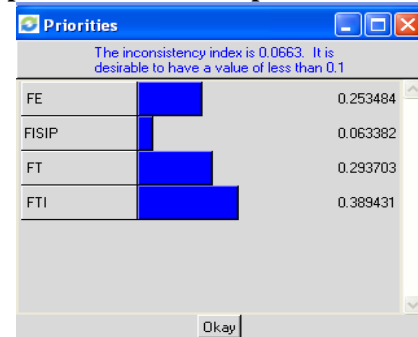 Priorities
The inconsistency index is 0.0663. It is
desirable to have a value of less than 0.1
FE 0.253484
FISIP 0.063382
FT 0.293703
FTI 0.389431
Okay